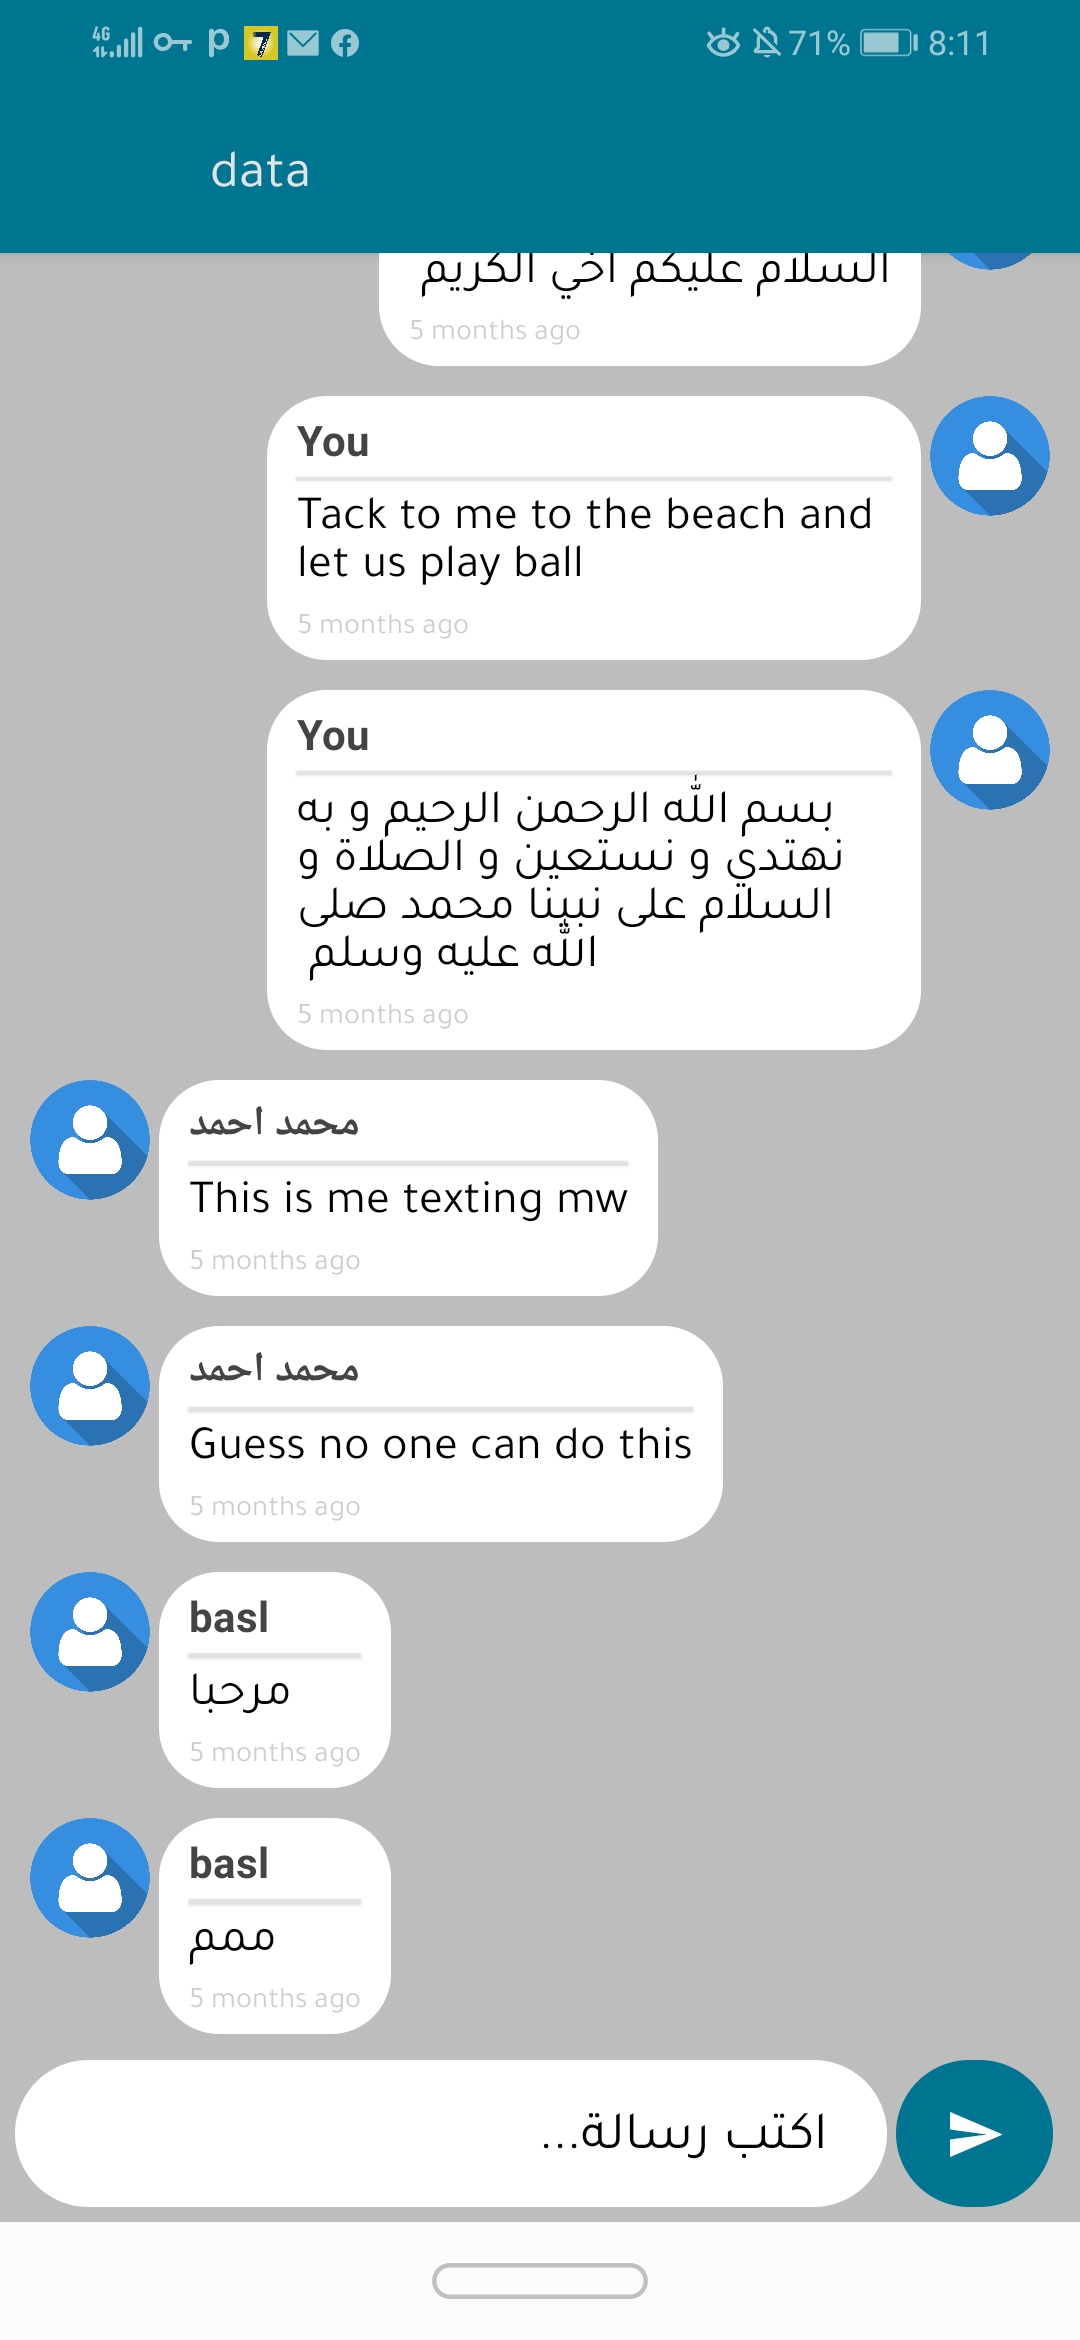 4G
71% 8:11
data
السلام عليكم اخي الكريم
5 months ago
You
Tack to me to the beach and
let us play ball
5 months ago
You
بسم الله الرحمن الرحيم و به
نهتدي و نستعين و الصلاة و
السلام على نبينا محمد صلى
الله عليه وسلم
5 months ago
محمد احمد
This is me texting mw
5 months ago
محمد احمد
Guess no one can do this
5 months ago
basl
مرحبا
5 months ago
basl
ممم
5 months ago
اكتب رسالة...